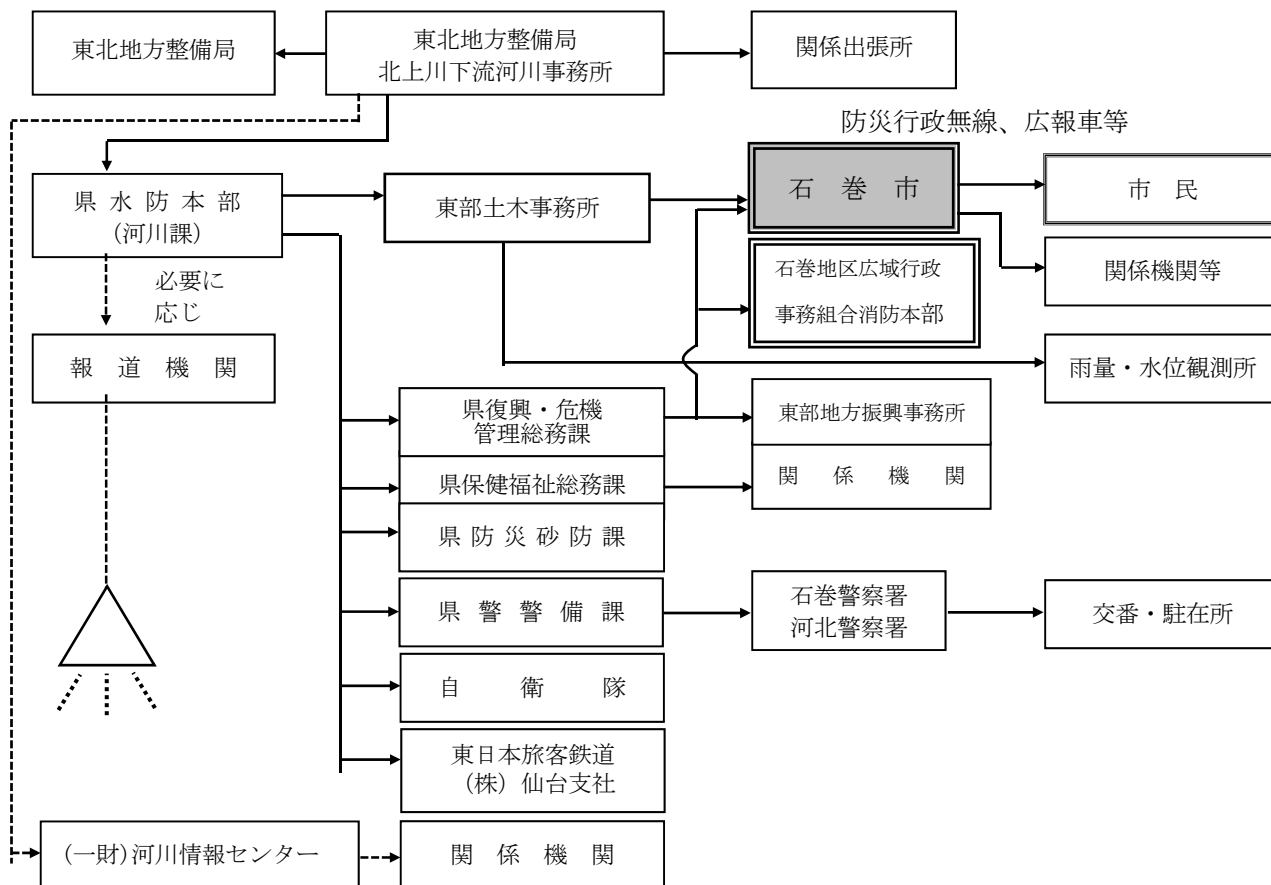 東北地方整備局
東北地方整備局
北上川下流河川事務所
関係出張所
防災行政無線、広報車等
県水防本部
(河川課)
東部土木事務所
石巻市
市民
石巻地区広域行政
事務組合消防本部
関係機関等
必要に
応じ
報道機関
雨量・水位観測所
県復興・危機
管理総務課
東部地方振興事務所
県保健福祉総務課
関係機関
県防災砂防課
県警警備課
石巻警察署
河北警察署
交番・駐在所
自衛隊
東日本旅客鉄道
(株) 仙台支社
(一財)河川情報センター
関係機関